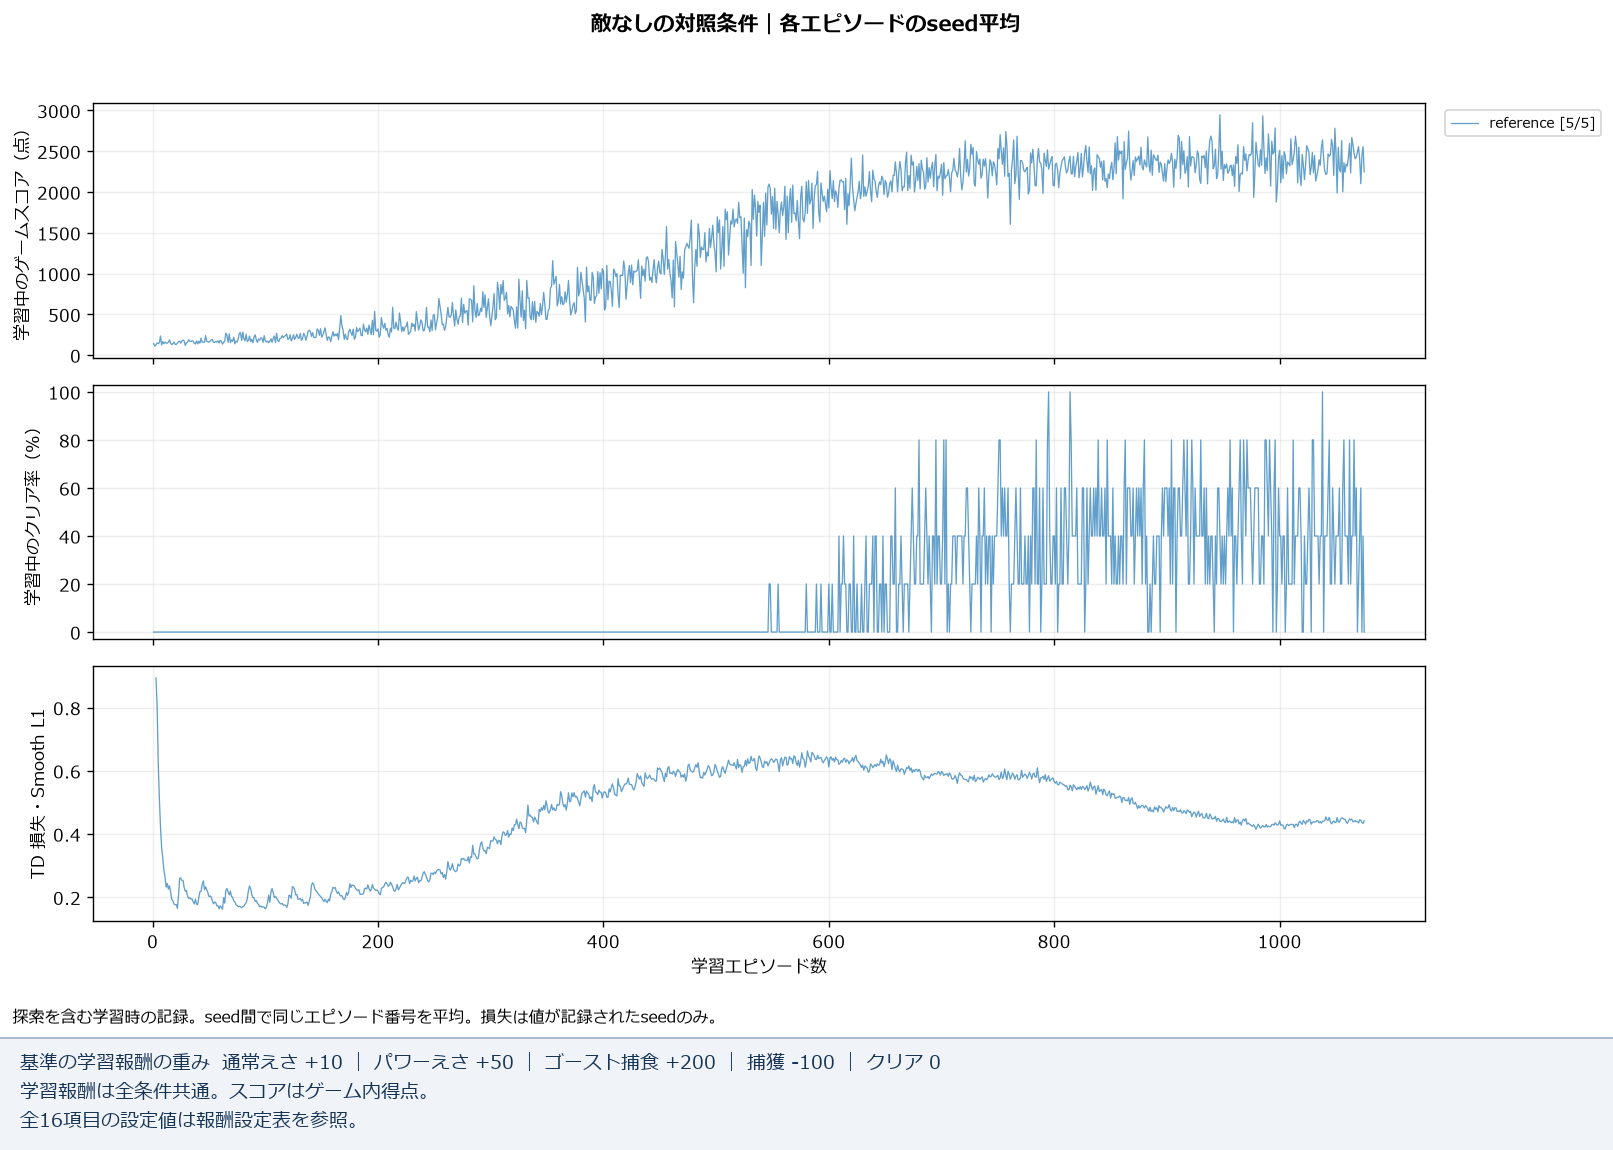 敵なしの対照条件｜各エピソードのseed平均
学習中のゲームスコア（点）
3000
2500
2000
1500
1000
500
0
reference [5/5]
学習中のクリア率（%）
100
80
60
40
20
0
TD 損失・Smooth L1
0.8
0.6
0.4
0.2
0 200 400 600 800 1000
学習エピソード数
探索を含む学習時の記録。seed間で同じエピソード番号を平均。損失は値が記録されたseedのみ。
基準の学習報酬の重み 通常えさ +10 ｜ パワーえさ +50 ｜ ゴースト捕食 +200 ｜ 捕獲 -100 ｜ クリア 0
学習報酬は全条件共通。スコアはゲーム内得点。
全16項目の設定値は報酬設定表を参照。